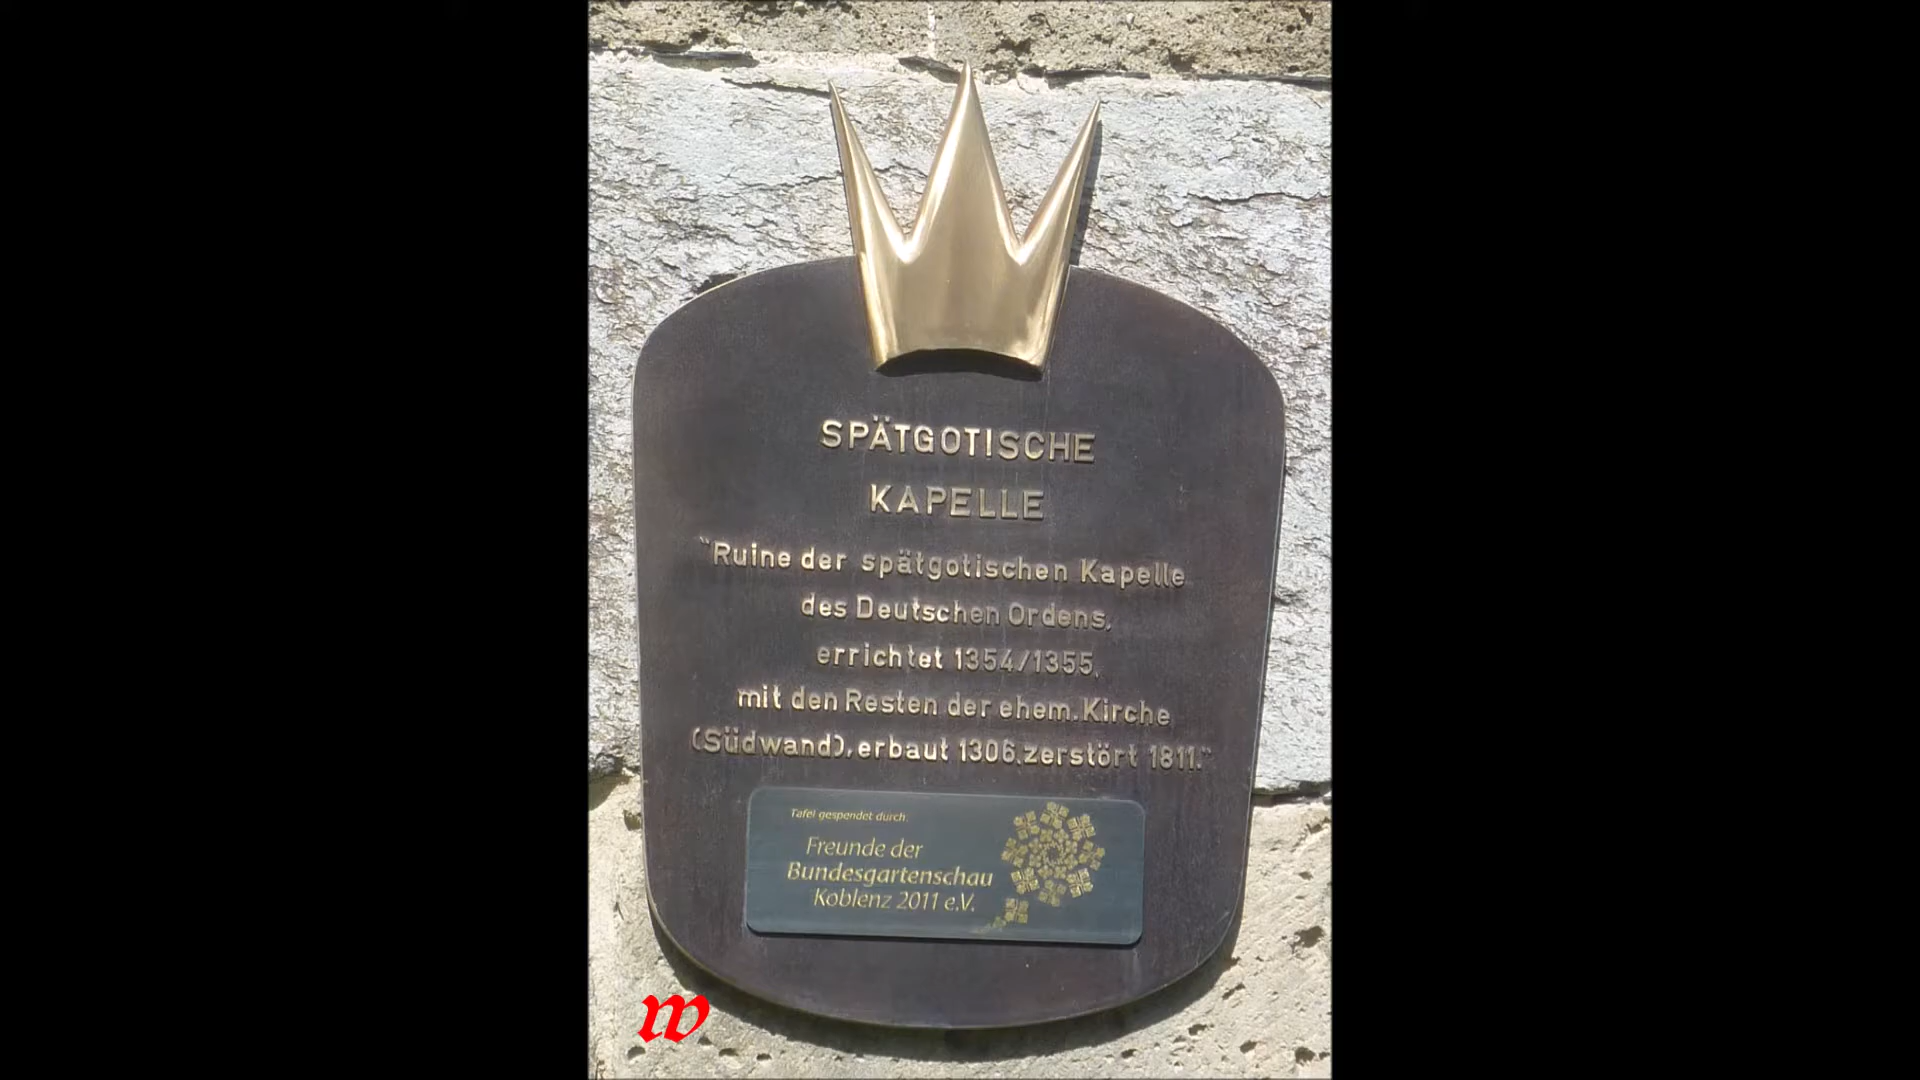 SPÄTGOTISCHE
KAPELLE
"Ruine der spätgotischen Kapelle
des Deutschen Ordens,
errichtet 1354/1355,
mit den Resten der ehem. Kirche
(Südwand), erbaut 1306, zerstört 1811."
Tafel gespendet durch:
Freunde der
Bundesgartenschau
Koblenz 2011 e.V.
w